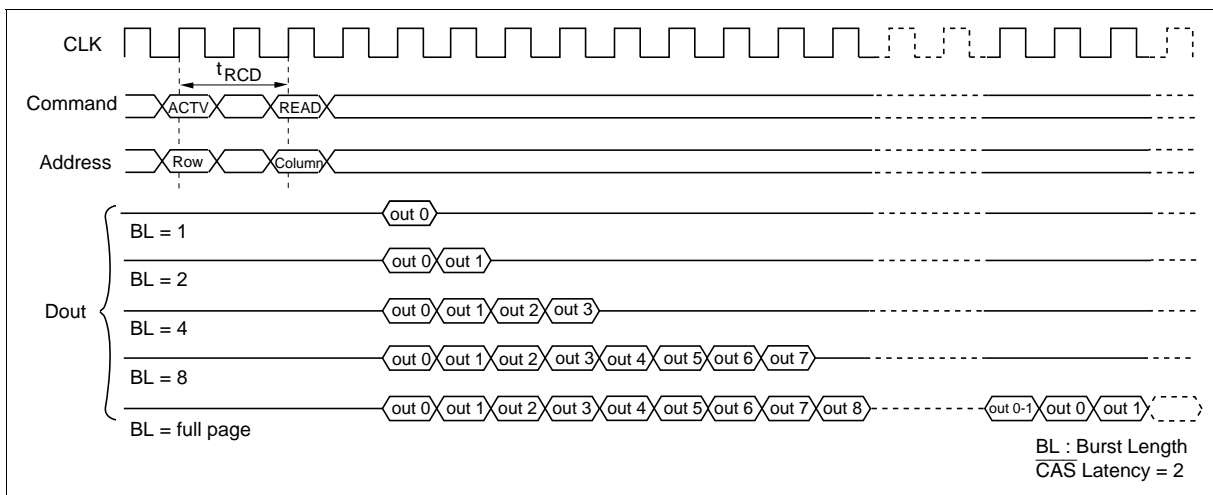 CLK
tRCD
Command ACTV READ
Address Row Column
Dout
out 0
BL = 1
out 0 out 1
BL = 2
out 0 out 1 out 2 out 3
BL = 4
out 0 out 1 out 2 out 3 out 4 out 5 out 6 out 7
BL = 8
out 0 out 1 out 2 out 3 out 4 out 5 out 6 out 7 out 8 out 0-1 out 0 out 1
BL = full page
BL : Burst Length
C̅A̅S̅ Latency = 2